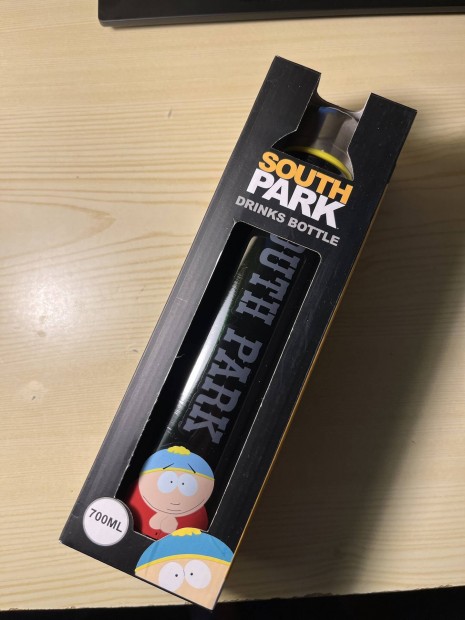 SOUTH
PARK
DRINKS BOTTLE
OUTH PARK
700ML